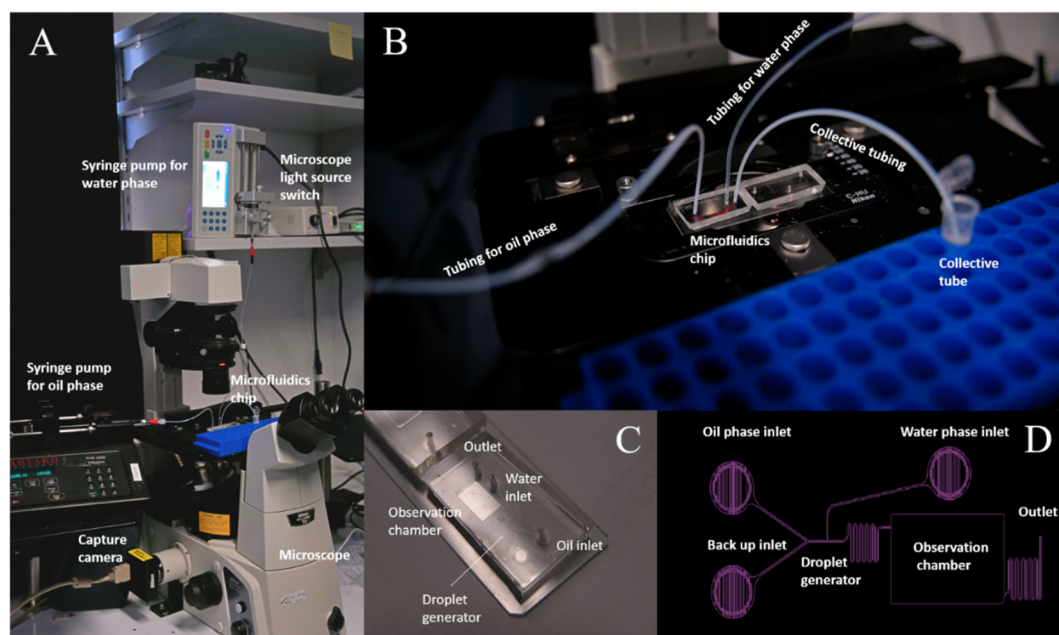 A
Syringe pump for
water phase
Microscope
light source
switch
Syringe pump
for oil phase
Microfluidics
chip
Capture
camera
Microscope
B
Tubing for water phase
Collective tubing
Tubing for oil phase
Microfluidics
chip
Collective
tube
C-HU
Nikon
C
Outlet
Water
inlet
Observation
chamber
Oil inlet
Droplet
generator
D
Oil phase inlet
Water phase inlet
Outlet
Back up inlet
Droplet
generator
Observation
chamber